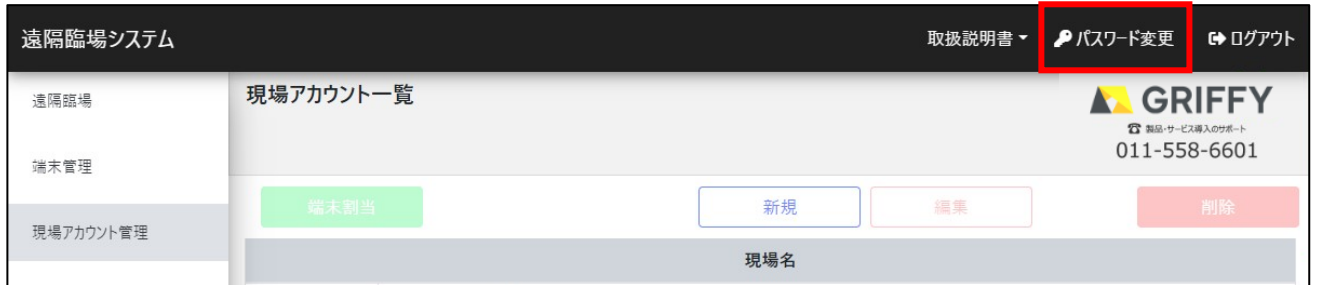 遠隔臨場システム
取扱説明書
パスワード変更
ログアウト
遠隔臨場
端末管理
現場アカウント管理
現場アカウント一覧
GRIFFY
製品・サービス導入のサポート
011-558-6601
端末割当
新規
編集
削除
現場名